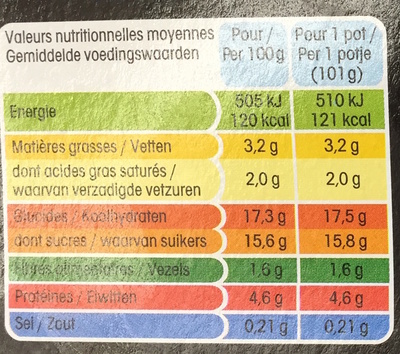 Valeurs nutritionnelles moyennes Pour / Pour 1 pot /
Gemiddelde voedingswaarden Per 100g Per 1 potje
(101g)
Energie 505 kJ 510 kJ
120 kcal 121 kcal
Matières grasses / Vetten 3,2 g 3,2 g
dont acides gras saturés /
waarvan verzadigde vetzuren 2,0 g 2,0 g
Glucides / Koolhydraten 17,3 g 17,5 g
dont sucres / waarvan suikers 15,6 g 15,8 g
Fibres alimentaires / Vezels 1,6 g 1,6 g
Protéines / Eiwitten 4,6 g 4,6 g
Sel / Zout 0,21 g 0,21 g